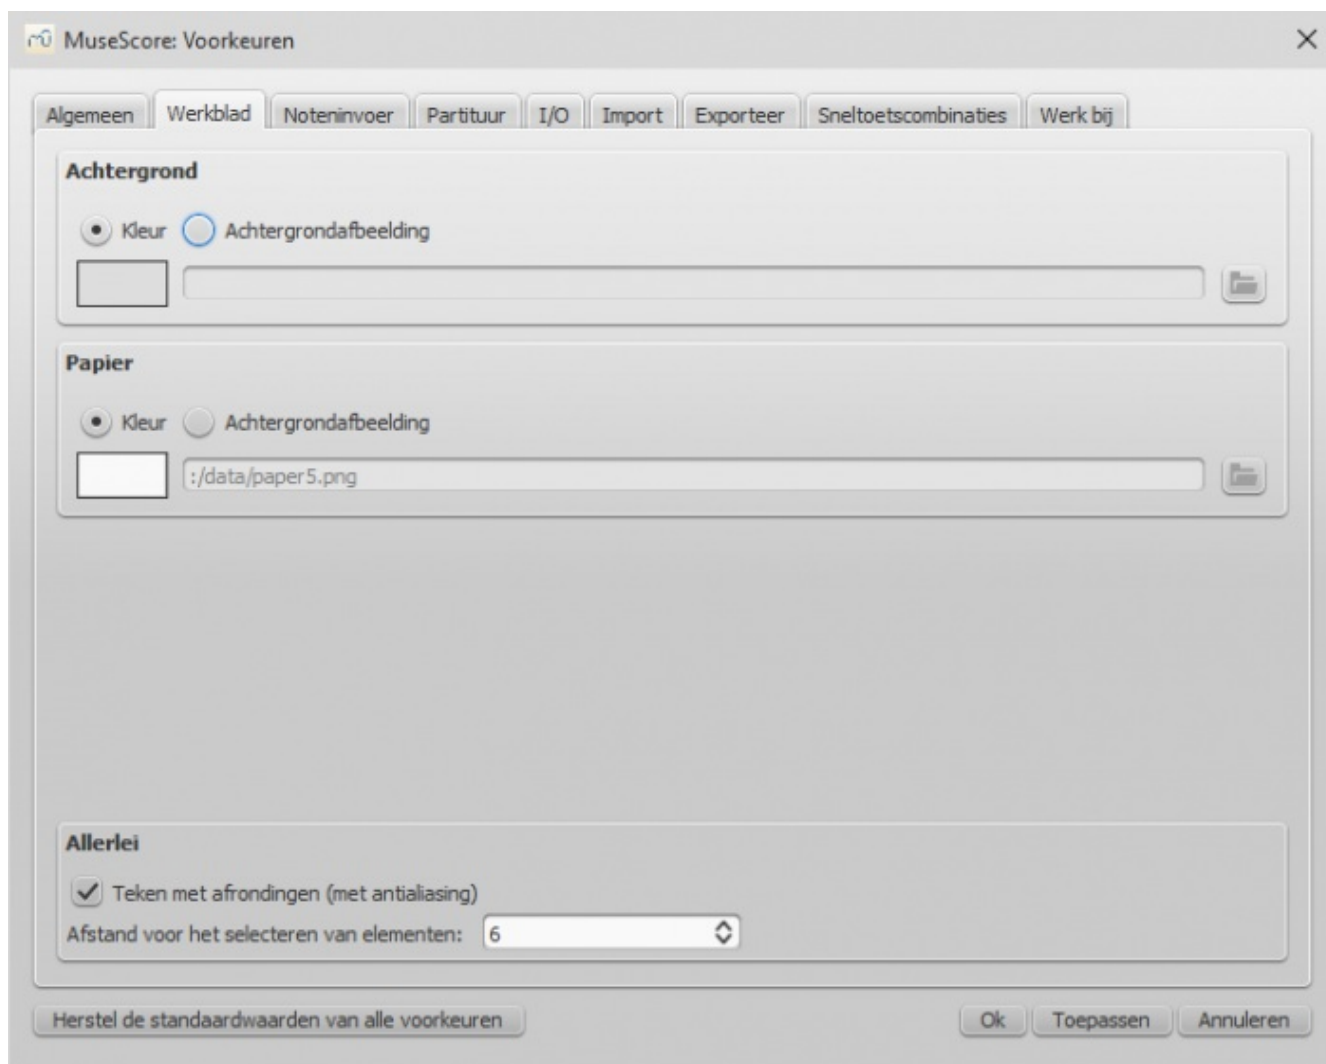 MuseScore: Voorkeuren
Algemeen Werkblad Noteninvoer Partituur I/O Import Exporteer Sneltoetscombinaties Werk bij
Achtergrond
Kleur Achtergrondafbeelding
Papier
Kleur Achtergrondafbeelding
:/data/paper5.png
Allerlei
Teken met afrondingen (met antialiasing)
Afstand voor het selecteren van elementen: 6
Herstel de standaardwaarden van alle voorkeuren Ok Toepassen Annuleren